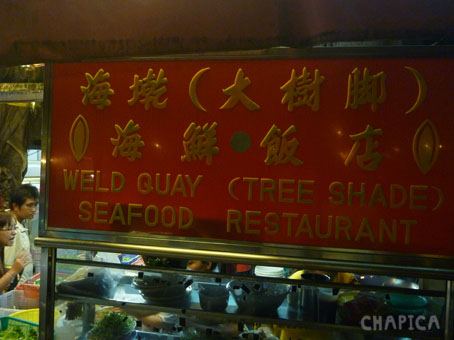 海墘（大樹脚）
海鮮•飯店
WELD QUAY (TREE SHADE)
SEAFOOD RESTAURANT
CHAPICA